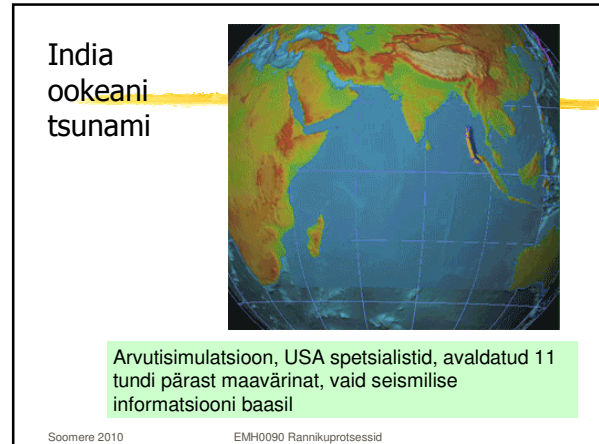 India
ookeani
tsunami
Arvutisimulatsioon, USA spetsialistid, avaldatud 11
tundi pärast maavärinat, vaid seismilise
informatsiooni baasil
Soomere 2010 EMH0090 Rannikuprotsessid